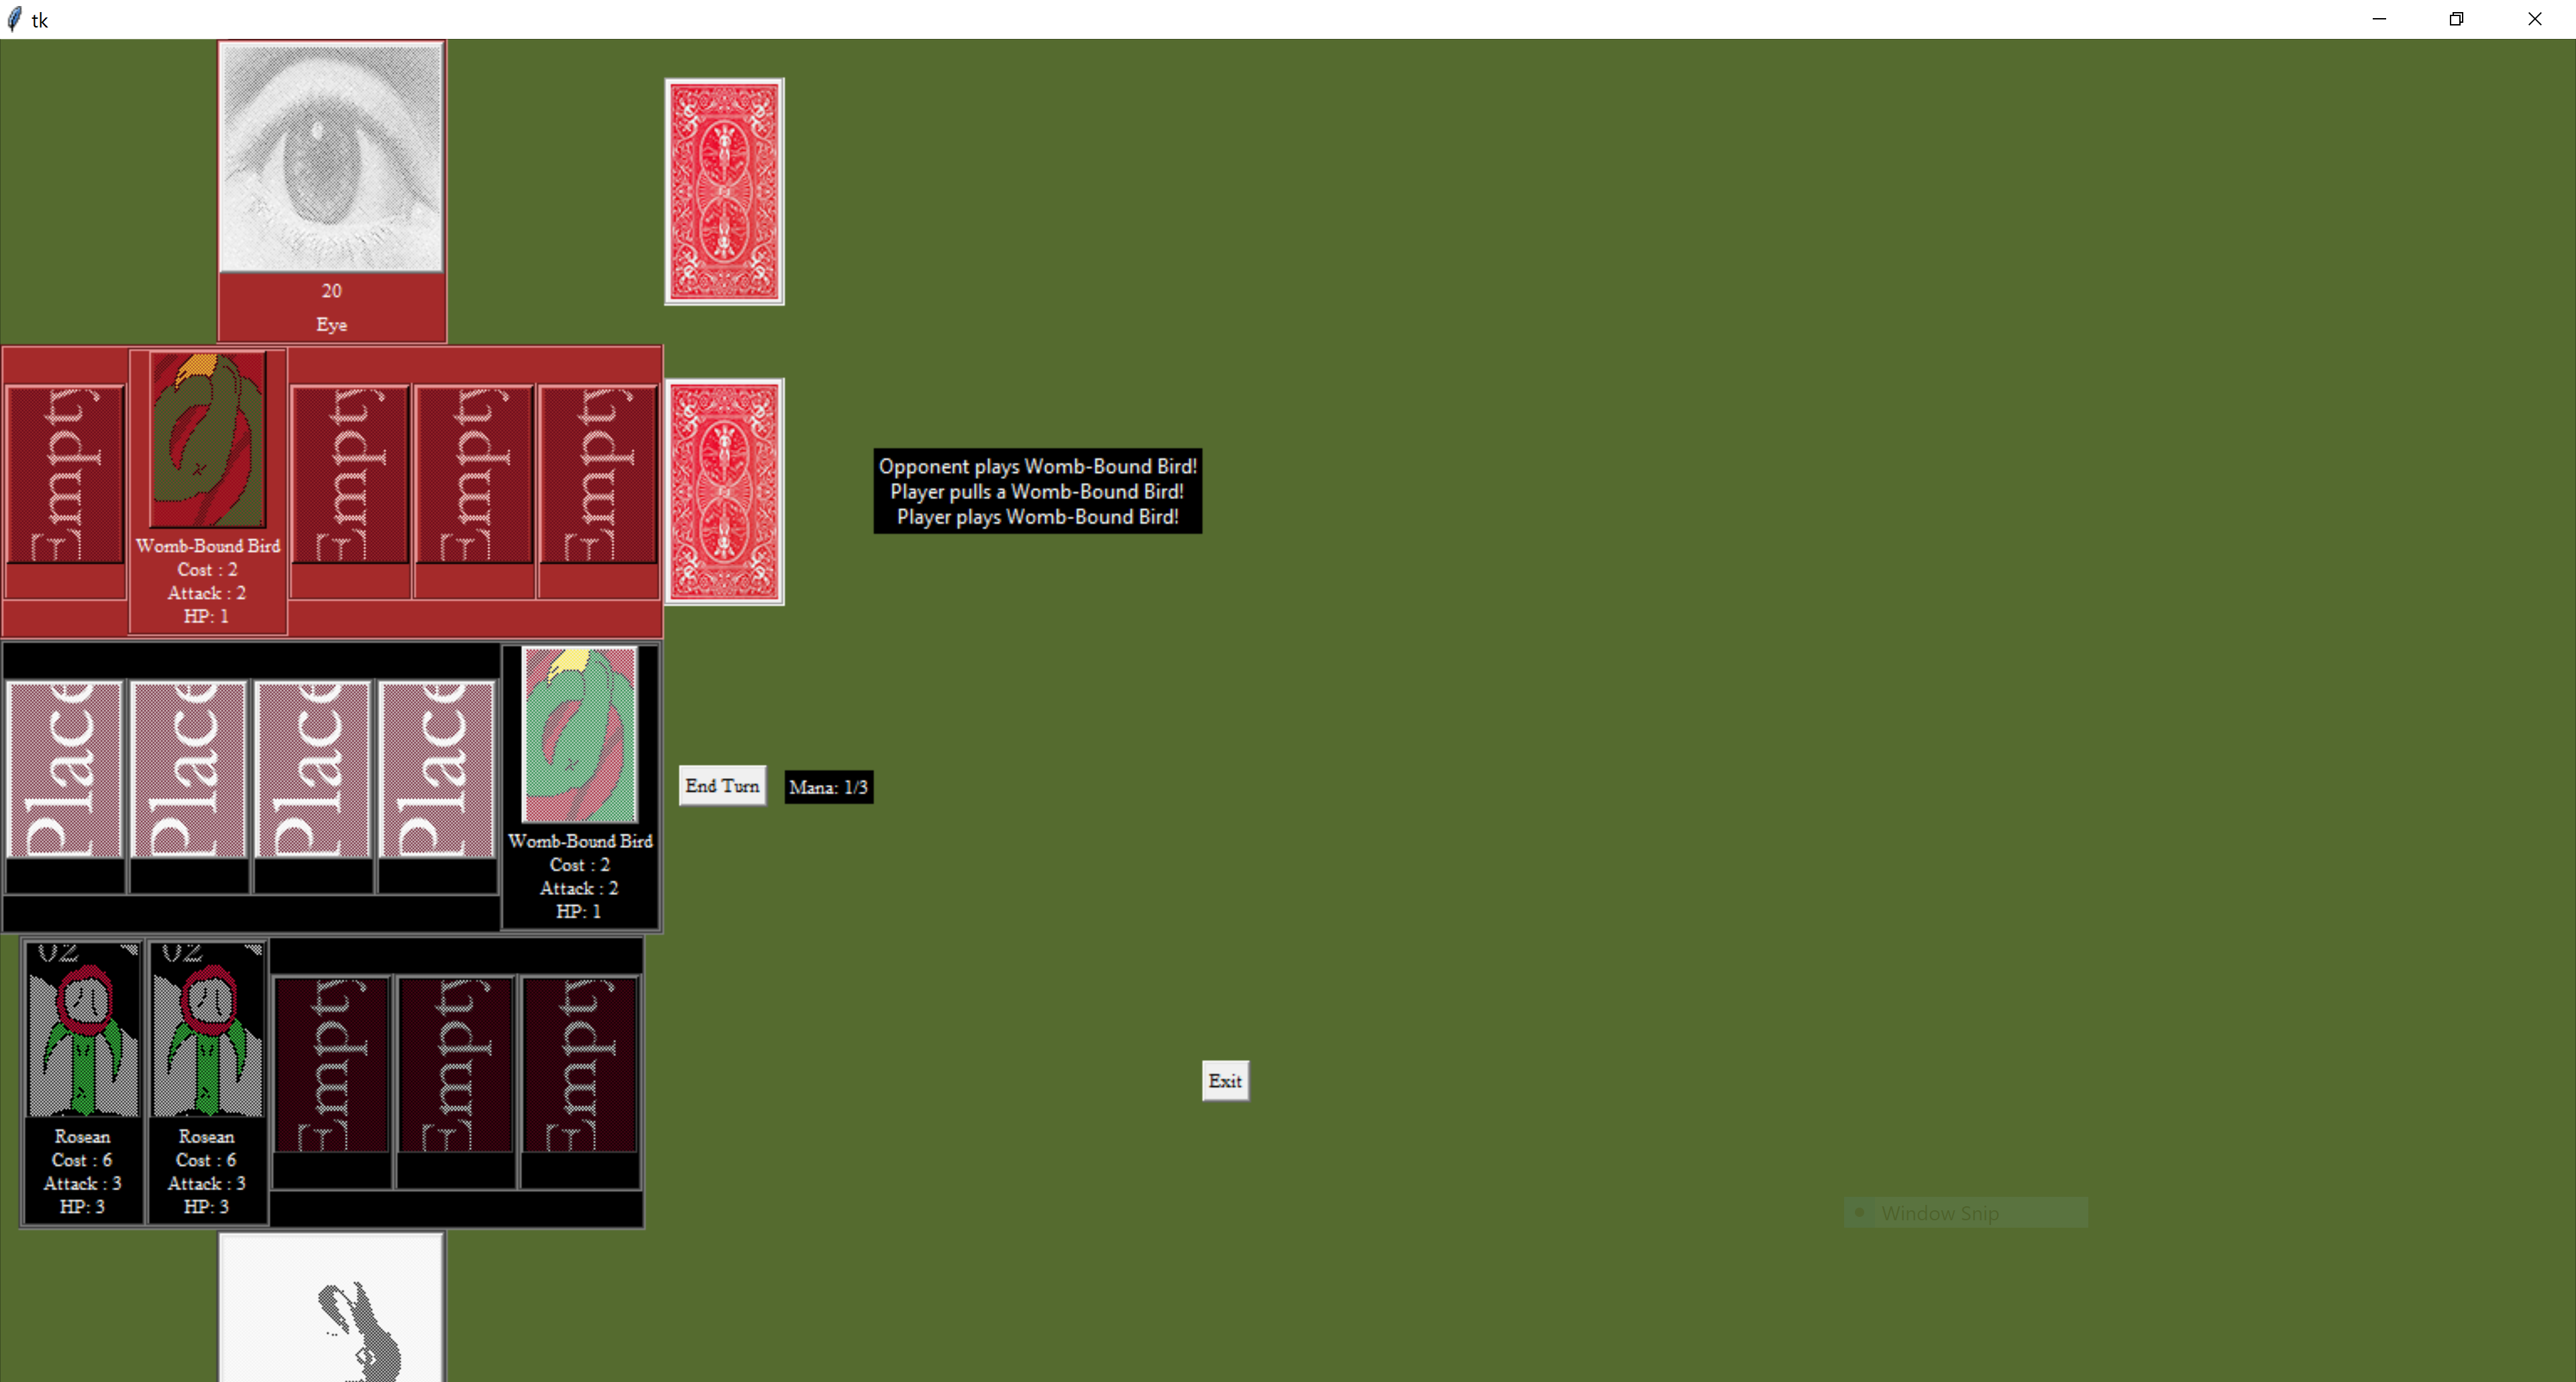 tk
20
Eye
Empty
Womb-Bound Bird
Cost : 2
Attack : 2
HP: 1
Empty
Empty
Empty
Opponent plays Womb-Bound Bird!
Player pulls a Womb-Bound Bird!
Player plays Womb-Bound Bird!
Place
Place
Place
Place
Womb-Bound Bird
Cost : 2
Attack : 2
HP: 1
End Turn
Mana: 1/3
02
Rosean
Cost : 6
Attack : 3
HP: 3
02
Rosean
Cost : 6
Attack : 3
HP: 3
Empty
Empty
Empty
Exit
Window Snip